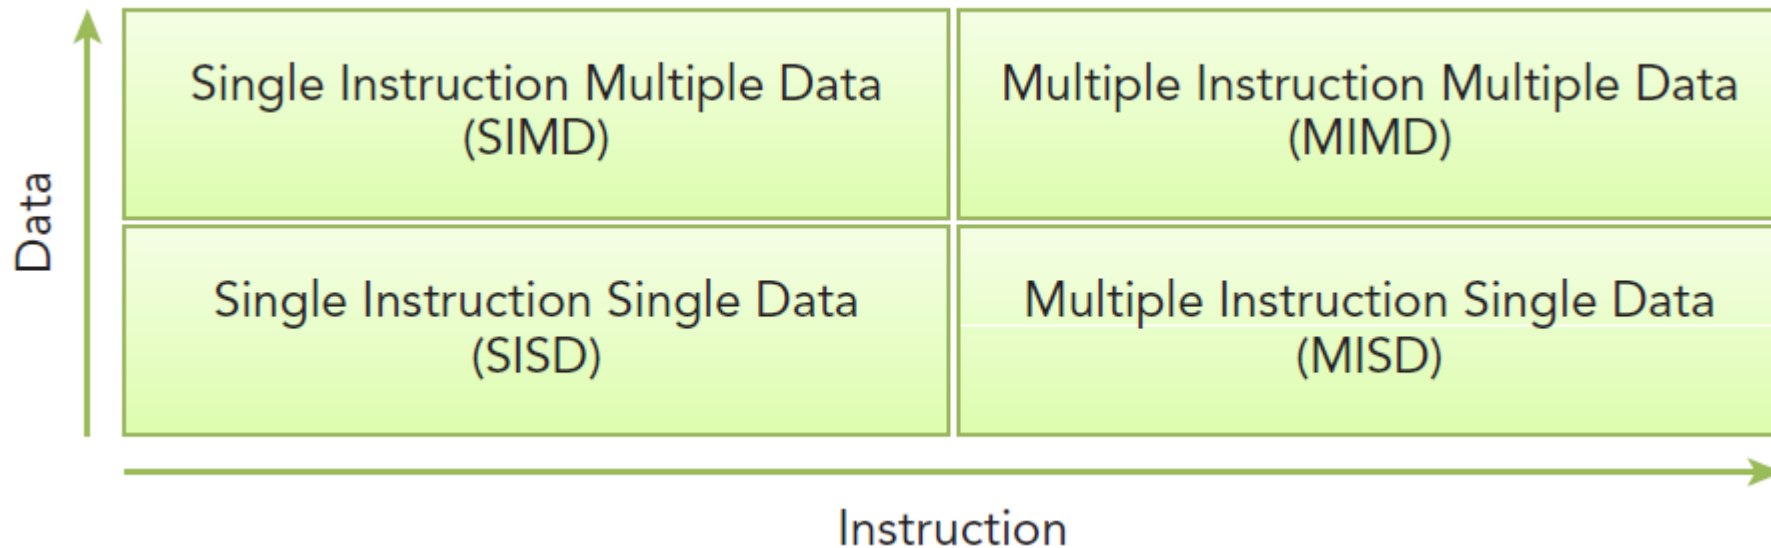 Single Instruction Multiple Data
(SIMD)
Multiple Instruction Multiple Data
(MIMD)
Data
Single Instruction Single Data
(SISD)
Multiple Instruction Single Data
(MISD)
Instruction